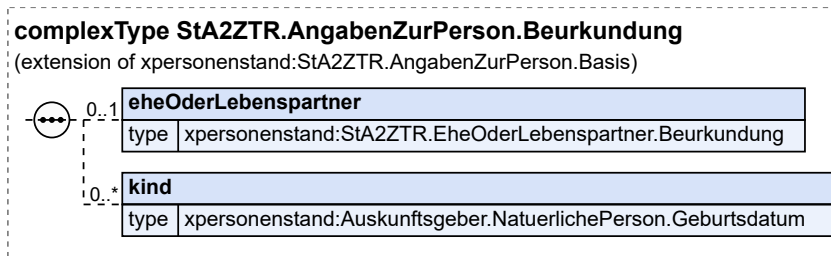 complexType StA2ZTR.AngabenZurPerson.Beurkundung
(extension of xpersonenstand:StA2ZTR.AngabenZurPerson.Basis)
0..1 eheOderLebenspartner
type xpersonenstand:StA2ZTR.EheOderLebenspartner.Beurkundung
0..* kind
type xpersonenstand:Auskunftsgeber.NatuerlichePerson.Geburtsdatum